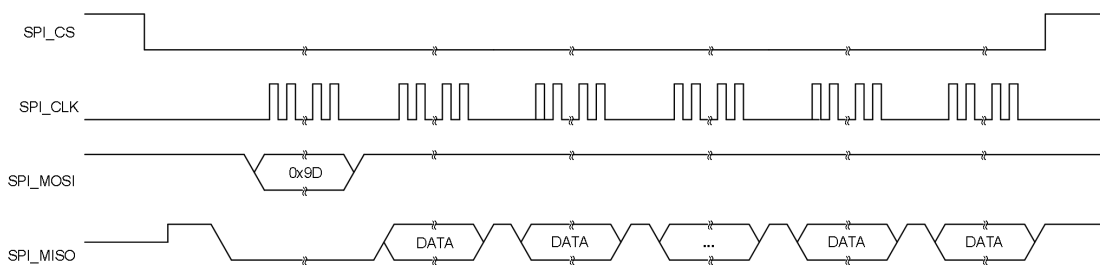 SPI_CS
SPI_CLK
SPI_MOSI
0x9D
SPI_MISO
DATA
DATA
...
DATA
DATA